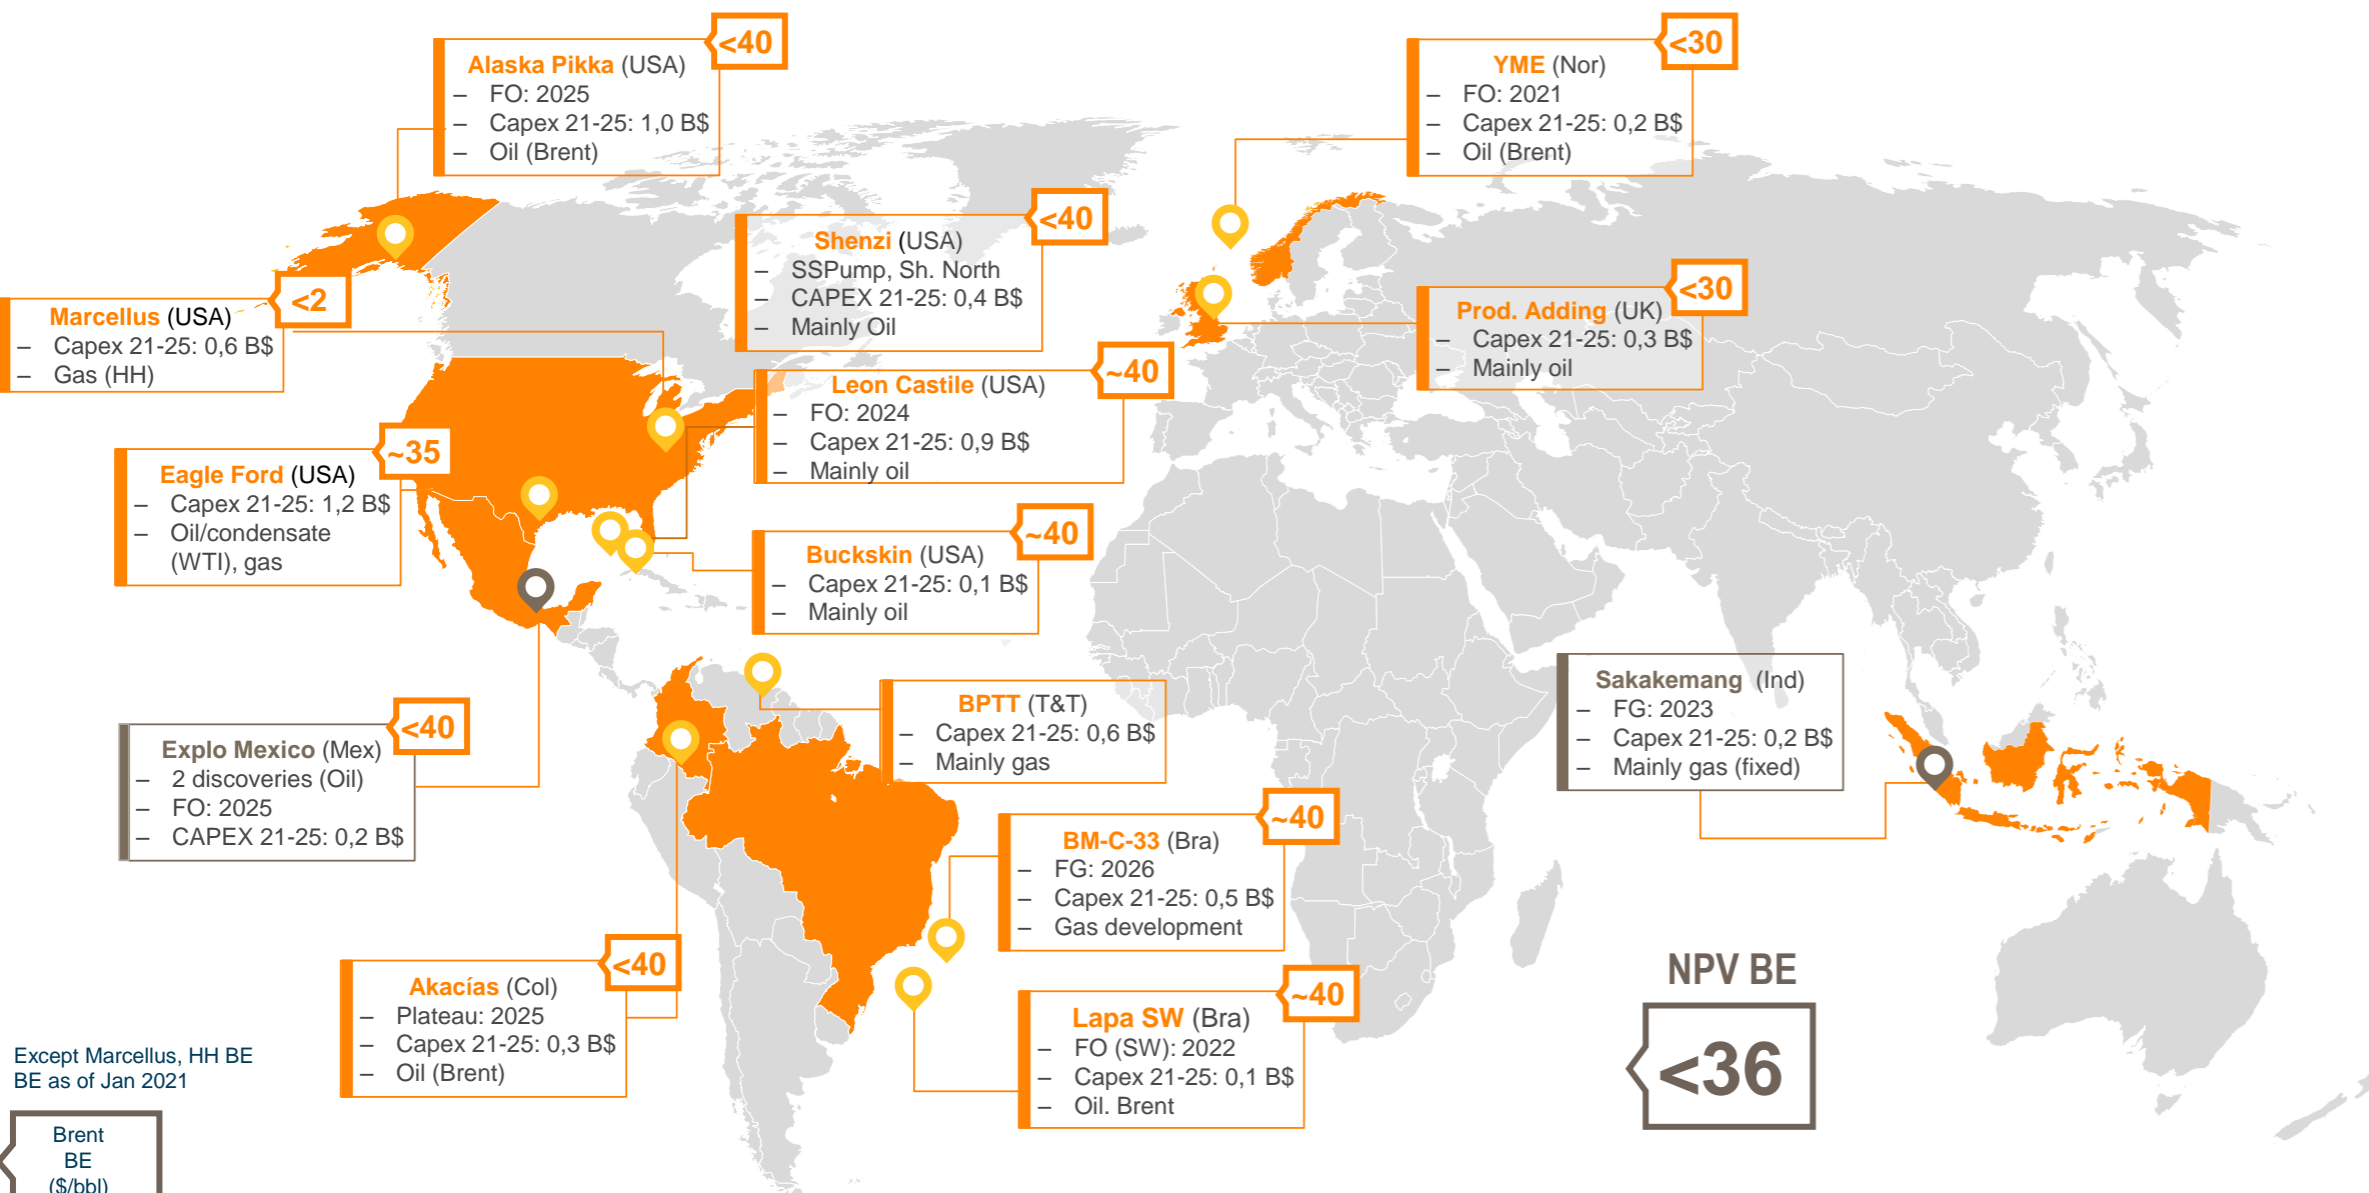 <40
Alaska Pikka (USA)
– FO: 2025
– Capex 21-25: 1,0 B$
– Oil (Brent)
<30
YME (Nor)
– FO: 2021
– Capex 21-25: 0,2 B$
– Oil (Brent)
<40
Shenzi (USA)
– SSPump, Sh. North
– CAPEX 21-25: 0,4 B$
– Mainly Oil
<2
Marcellus (USA)
– Capex 21-25: 0,6 B$
– Gas (HH)
<30
Prod. Adding (UK)
– Capex 21-25: 0,3 B$
– Mainly oil
~40
Leon Castile (USA)
– FO: 2024
– Capex 21-25: 0,9 B$
– Mainly oil
~35
Eagle Ford (USA)
– Capex 21-25: 1,2 B$
– Oil/condensate
(WTI), gas
~40
Buckskin (USA)
– Capex 21-25: 0,1 B$
– Mainly oil
<40
Explo Mexico (Mex)
– 2 discoveries (Oil)
– FO: 2025
– CAPEX 21-25: 0,2 B$
BPTT (T&T)
– Capex 21-25: 0,6 B$
– Mainly gas
Sakakemang (Ind)
– FG: 2023
– Capex 21-25: 0,2 B$
– Mainly gas (fixed)
~40
BM-C-33 (Bra)
– FG: 2026
– Capex 21-25: 0,5 B$
– Gas development
<40
Akacías (Col)
– Plateau: 2025
– Capex 21-25: 0,3 B$
– Oil (Brent)
~40
Lapa SW (Bra)
– FO (SW): 2022
– Capex 21-25: 0,1 B$
– Oil. Brent
NPV BE
<36
Except Marcellus, HH BE
BE as of Jan 2021
Brent
BE
($/bbl)